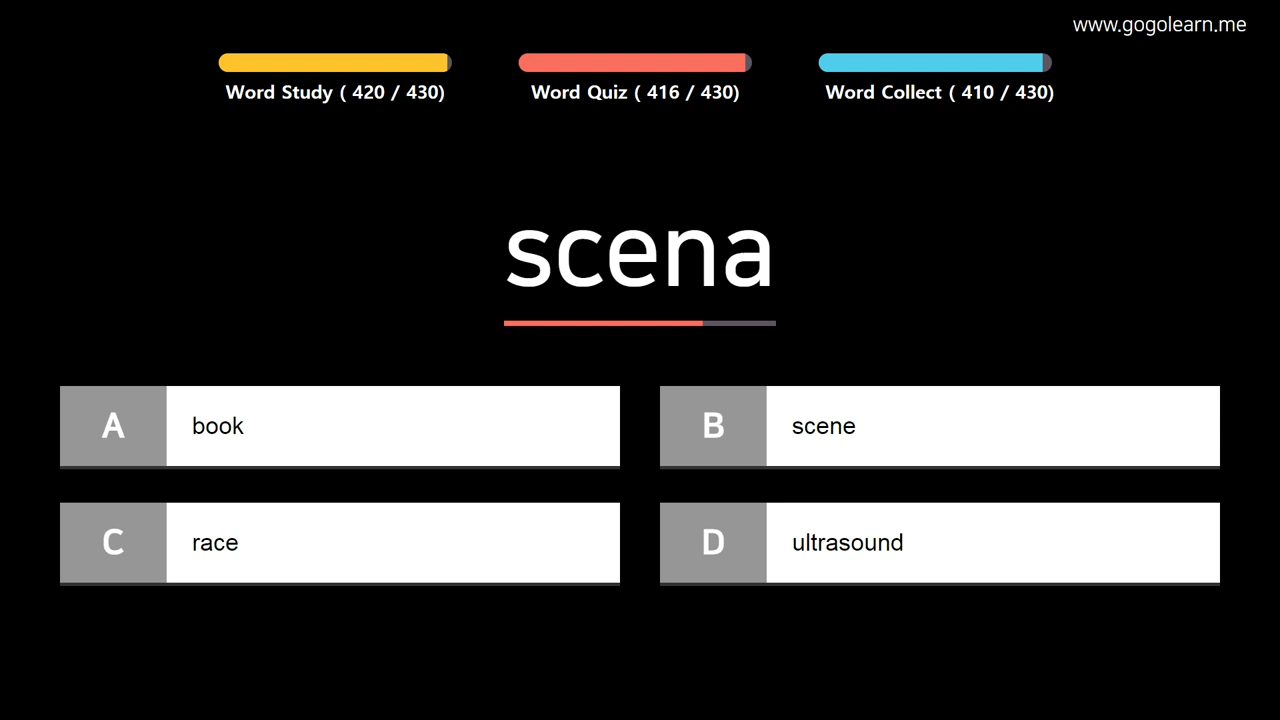 www.gogolearn.me
Word Study ( 420 / 430)
Word Quiz ( 416 / 430)
Word Collect ( 410 / 430)
scena
A book
B scene
C race
D ultrasound